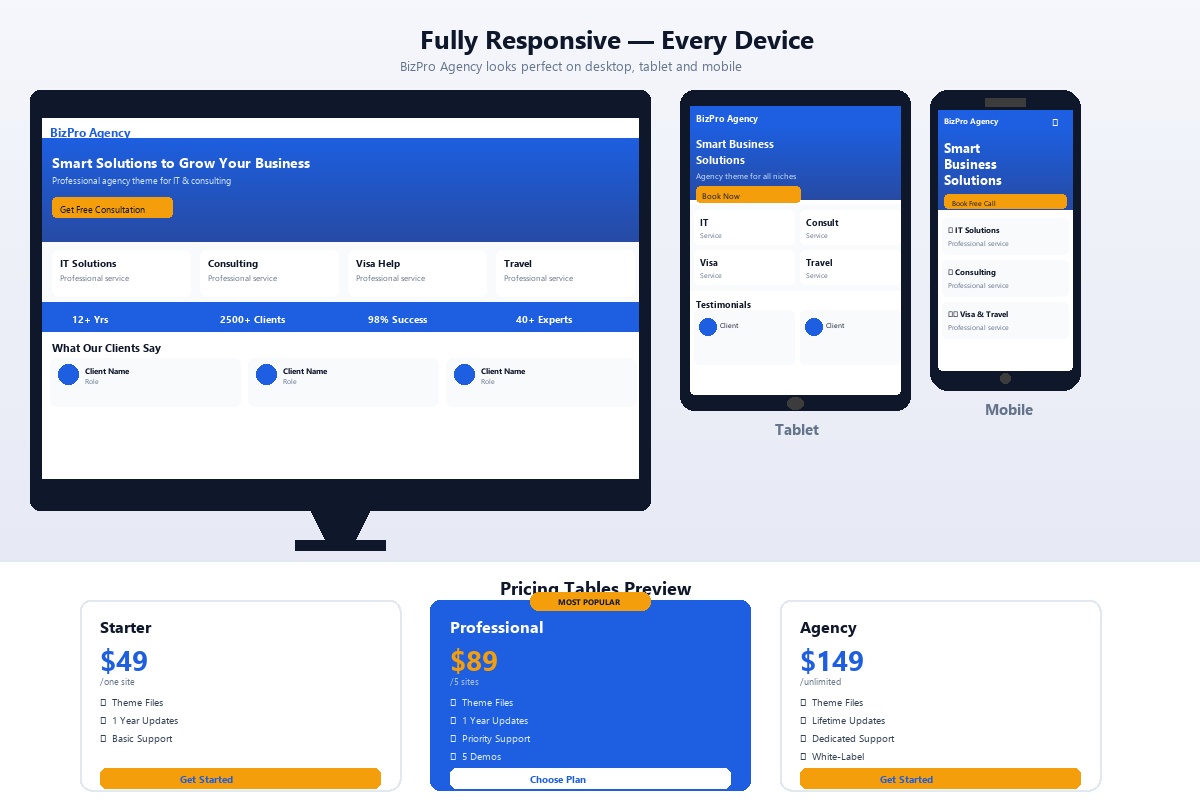 Fully Responsive — Every Device
BizPro Agency looks perfect on desktop, tablet and mobile
BizPro Agency
Smart Solutions to Grow Your Business
Professional agency theme for IT & consulting
Get Free Consultation
IT Solutions
Professional service
Consulting
Professional service
Visa Help
Professional service
Travel
Professional service
12+ Yrs
2500+ Clients
98% Success
40+ Experts
What Our Clients Say
Client Name
Role
Client Name
Role
Client Name
Role
BizPro Agency
Smart Business
Solutions
Agency theme for all niches
Book Now
IT
Service
Consult
Service
Visa
Service
Travel
Service
Testimonials
Client
Client
Tablet
BizPro Agency
Smart
Business
Solutions
Book Free Call
IT Solutions
Professional service
Consulting
Professional service
Visa & Travel
Professional service
Mobile
Pricing Tables Preview
Starter
$49
/one site
Theme Files
1 Year Updates
Basic Support
Get Started
MOST POPULAR
Professional
$89
/5 sites
Theme Files
1 Year Updates
Priority Support
5 Demos
Choose Plan
Agency
$149
/unlimited
Theme Files
Lifetime Updates
Dedicated Support
White-Label
Get Started